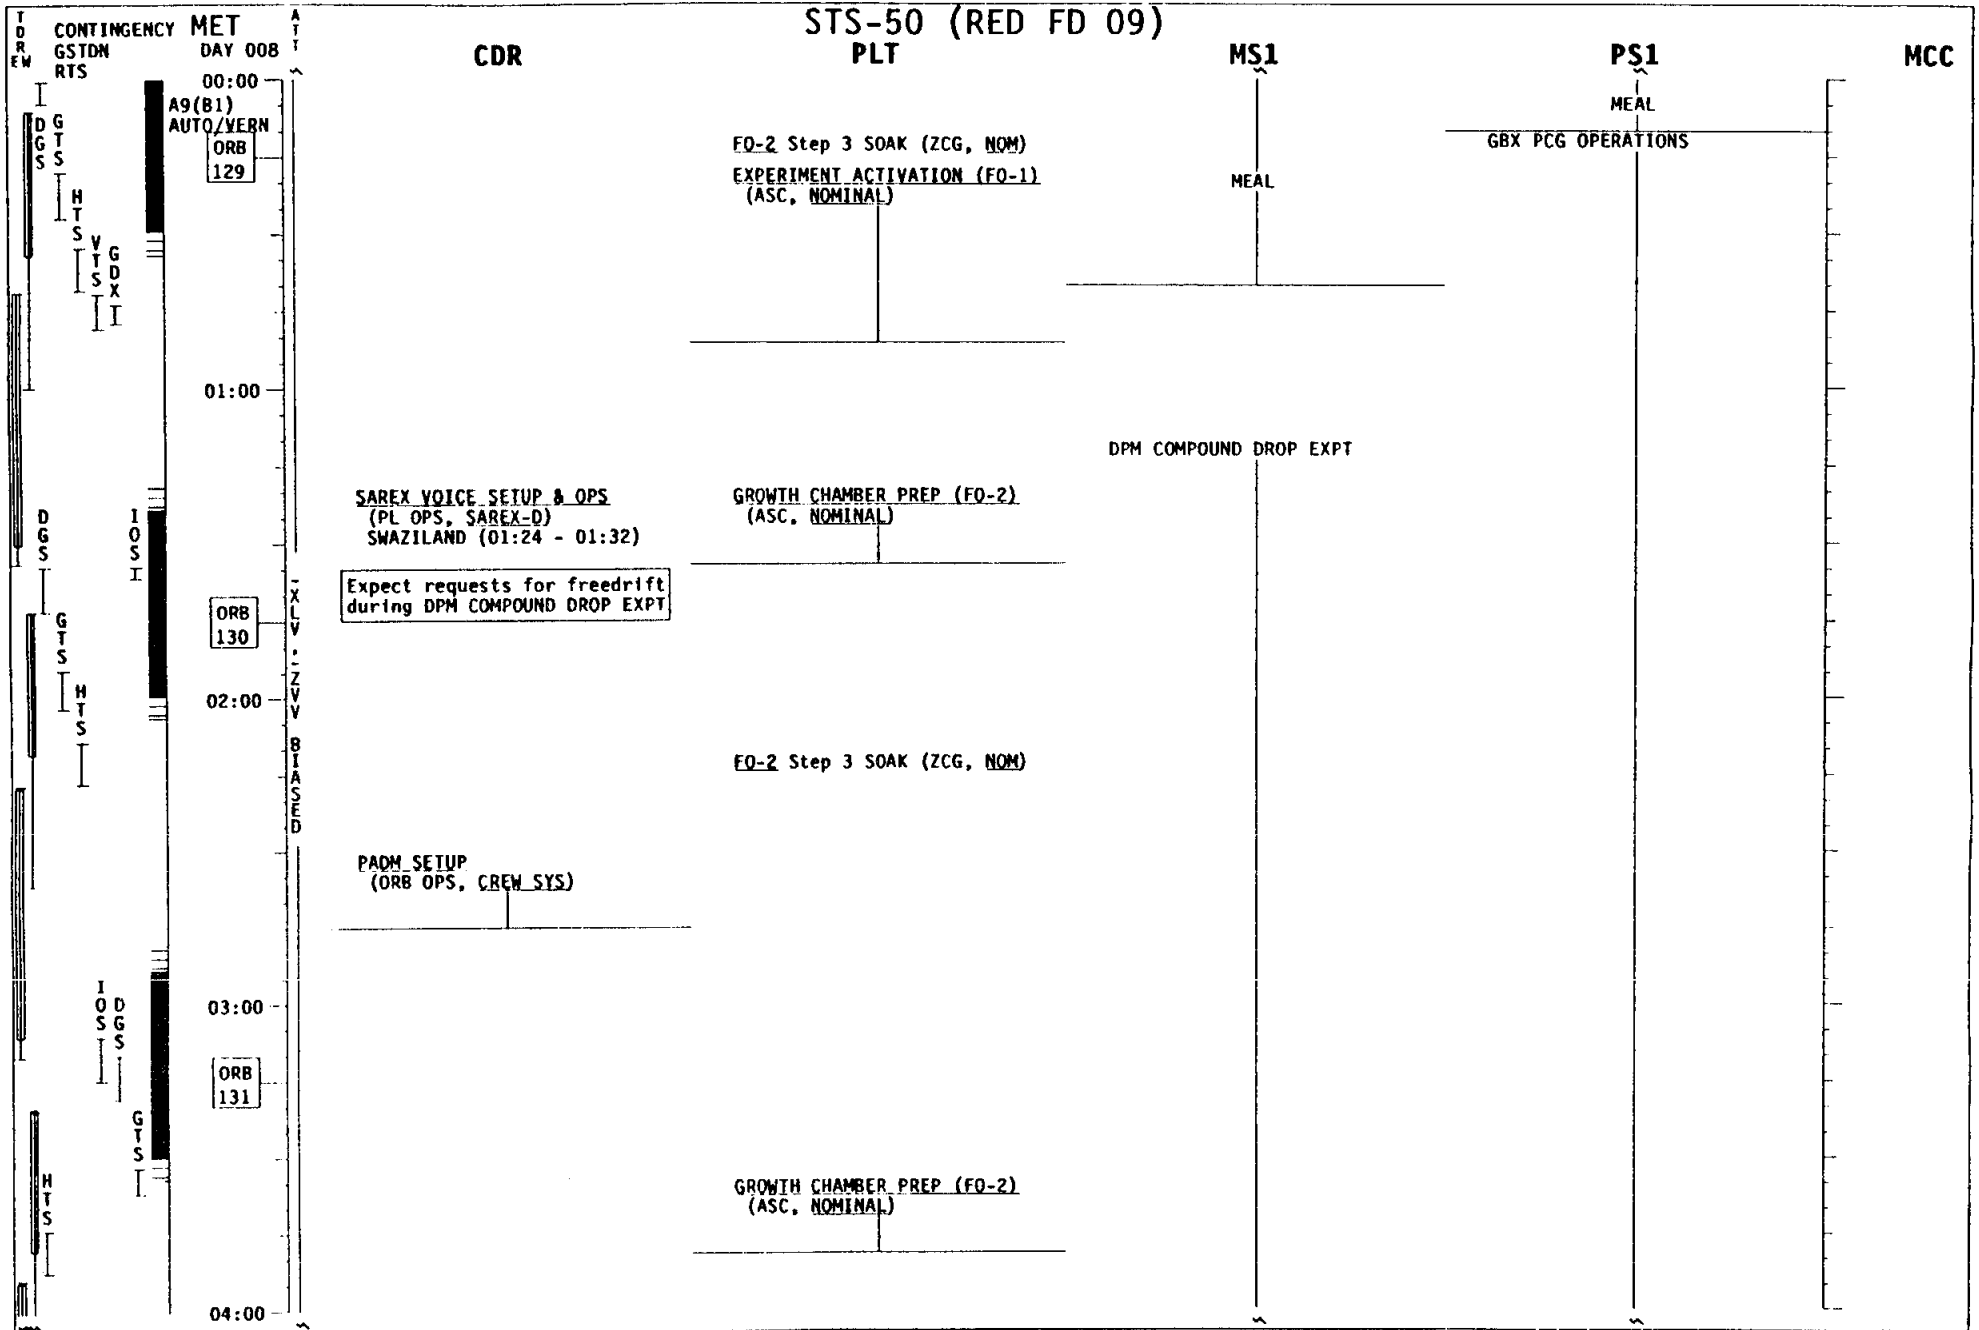 STS-50 (RED FD 09)
TDRE W
CONTINGENCY
GSTDN
RTS
MET
DAY 008
ATT
CDR
PLT
MS1
PS1
MCC
00:00
A9(B1)
AUTO/VERN
ORB
129
DGS
GTS
HTS
VTS
GDX
FO-2 Step 3 SOAK (ZCG, NOM)
EXPERIMENT ACTIVATION (FO-1)
(ASC, NOMINAL)
MEAL
MEAL
GBX PCG OPERATIONS
01:00
DPM COMPOUND DROP EXPT
DGS
IOS
SAREX VOICE SETUP & OPS
(PL OPS, SAREX-D)
SWAZILAND (01:24 - 01:32)
GROWTH CHAMBER PREP (FO-2)
(ASC, NOMINAL)
Expect requests for freedrift
during DPM COMPOUND DROP EXPT
ORB
130
GTS
HTS
-XLV,-ZVV BIASED
02:00
FO-2 Step 3 SOAK (ZCG, NOM)
PADM SETUP
(ORB OPS, CREW SYS)
IOS
DGS
03:00
ORB
131
GTS
HTS
GROWTH CHAMBER PREP (FO-2)
(ASC, NOMINAL)
04:00